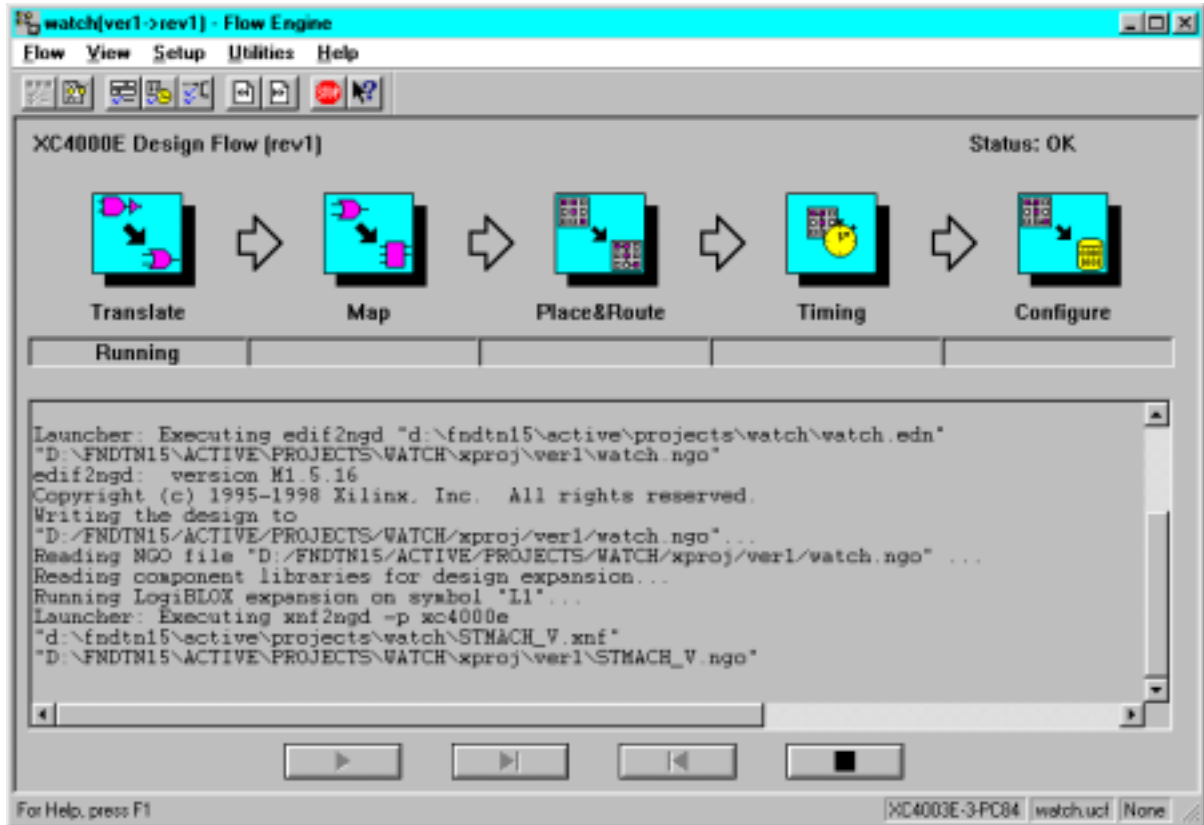 watch(ver1->rev1) - Flow Engine
Flow View Setup Utilities Help
STOP
XC4000E Design Flow (rev1)
Status: OK
Translate
Map
Place&Route
Timing
Configure
Running
Launcher: Executing edif2ngd "d:\fndtn15\active\projects\watch\watch.edn"
"D:\FNDTN15\ACTIVE\PROJECTS\WATCH\xproj\ver1\watch.ngo"
edif2ngd: version M1.5.16
Copyright (c) 1995-1998 Xilinx, Inc. All rights reserved.
Writing the design to
"D:/FNDTN15/ACTIVE/PROJECTS/WATCH/xproj/ver1/watch.ngo"...
Reading NGO file "D:/FNDTN15/ACTIVE/PROJECTS/WATCH/xproj/ver1/watch.ngo" ...
Reading component libraries for design expansion...
Running LogiBLOX expansion on symbol "L1"...
Launcher: Executing xnf2ngd -p xc4000e
"d:\fndtn15\active\projects\watch\STMACH_V.xnf"
"D:\FNDTN15\ACTIVE\PROJECTS\WATCH\xproj\ver1\STMACH_V.ngo"
For Help, press F1
XC4003E-3-PC84
watch.ucf
None